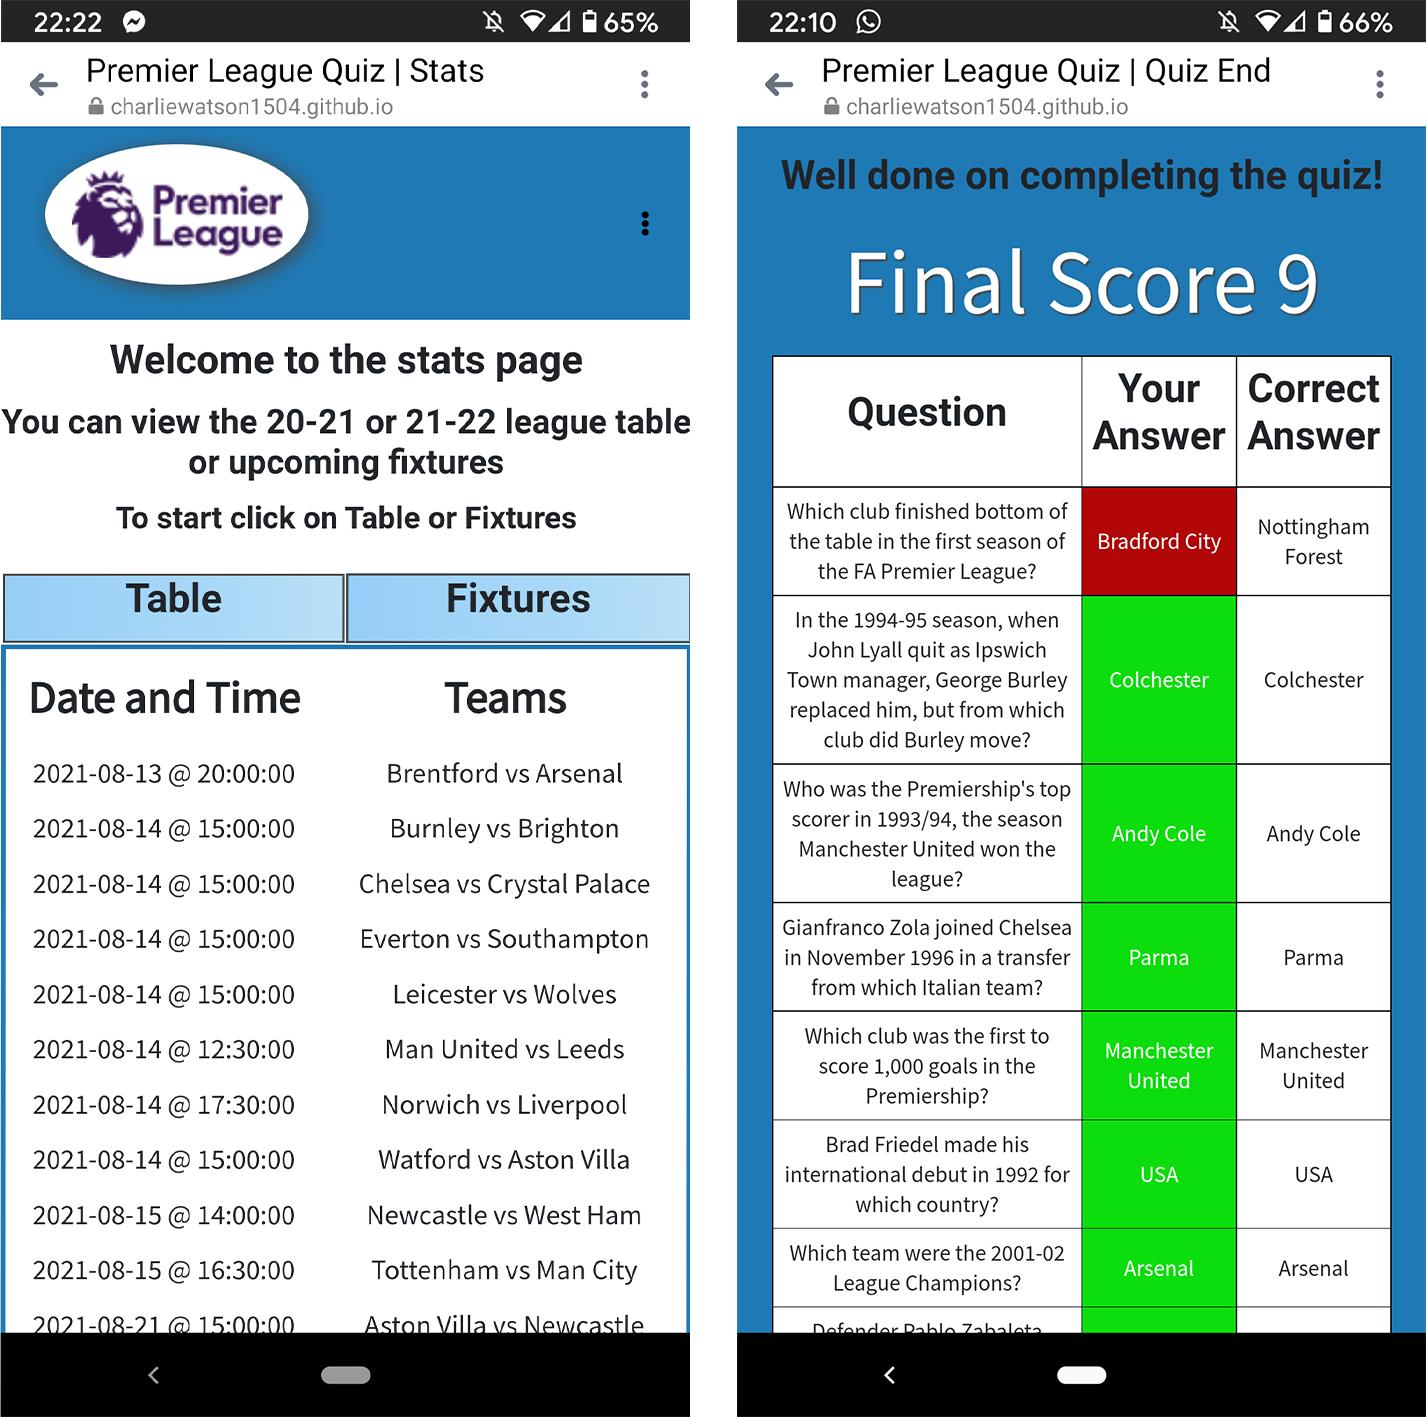 22:22
65%
Premier League Quiz | Stats
charliewatson1504.github.io
Premier
League
Welcome to the stats page
You can view the 20-21 or 21-22 league table
or upcoming fixtures
To start click on Table or Fixtures
Table Fixtures
Date and Time Teams
2021-08-13 @ 20:00:00 Brentford vs Arsenal
2021-08-14 @ 15:00:00 Burnley vs Brighton
2021-08-14 @ 15:00:00 Chelsea vs Crystal Palace
2021-08-14 @ 15:00:00 Everton vs Southampton
2021-08-14 @ 15:00:00 Leicester vs Wolves
2021-08-14 @ 12:30:00 Man United vs Leeds
2021-08-14 @ 17:30:00 Norwich vs Liverpool
2021-08-14 @ 15:00:00 Watford vs Aston Villa
2021-08-15 @ 14:00:00 Newcastle vs West Ham
2021-08-15 @ 16:30:00 Tottenham vs Man City
2021-08-21 @ 15:00:00 Aston Villa vs Newcastle
22:10
66%
Premier League Quiz | Quiz End
charliewatson1504.github.io
Well done on completing the quiz!
Final Score 9
Question
Your
Answer
Correct
Answer
Which club finished bottom of
the table in the first season of
the FA Premier League?
Bradford City
Nottingham
Forest
In the 1994-95 season, when
John Lyall quit as Ipswich
Town manager, George Burley
replaced him, but from which
club did Burley move?
Colchester
Colchester
Who was the Premiership's top
scorer in 1993/94, the season
Manchester United won the
league?
Andy Cole
Andy Cole
Gianfranco Zola joined Chelsea
in November 1996 in a transfer
from which Italian team?
Parma
Parma
Which club was the first to
score 1,000 goals in the
Premiership?
Manchester
United
Manchester
United
Brad Friedel made his
international debut in 1992 for
which country?
USA
USA
Which team were the 2001-02
League Champions?
Arsenal
Arsenal
Defender Pablo Zabaleta